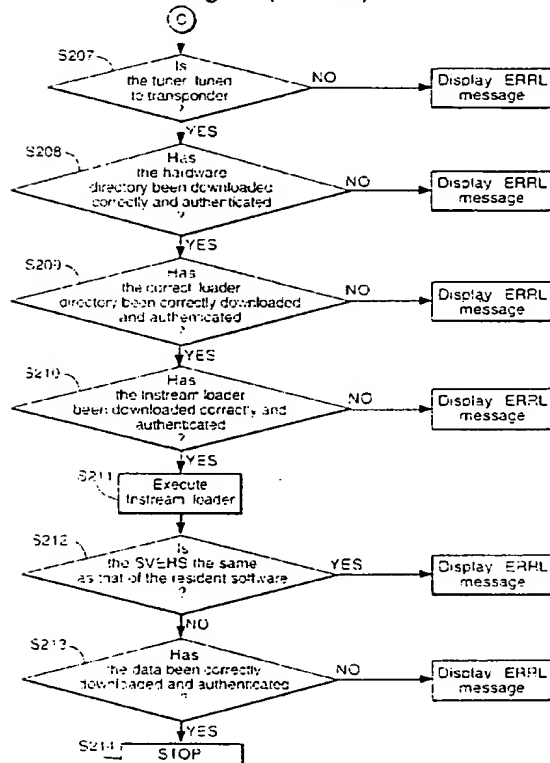 C
S207
Is
the tuner tuned
to transponder
?
NO
Display ERRL
message
YES
S208
Has
the hardware
directory been downloaded
correctly and authenticated
?
NO
Display ERRL
message
YES
S209
Has
the correct loader
directory been correctly downloaded
and authenticated
?
NO
Display ERRL
message
YES
S210
Has
the Instream loader
been downloaded correctly and
authenticated
?
NO
Display ERRL
message
YES
S211
Execute
Instream loader
S212
Is
the SVERS the same
as that of the resident software
?
YES
Display ERRL
message
NO
S213
Has
the data been correctly
downloaded and authenticated
?
NO
Display ERRL
message
YES
S214
STOP